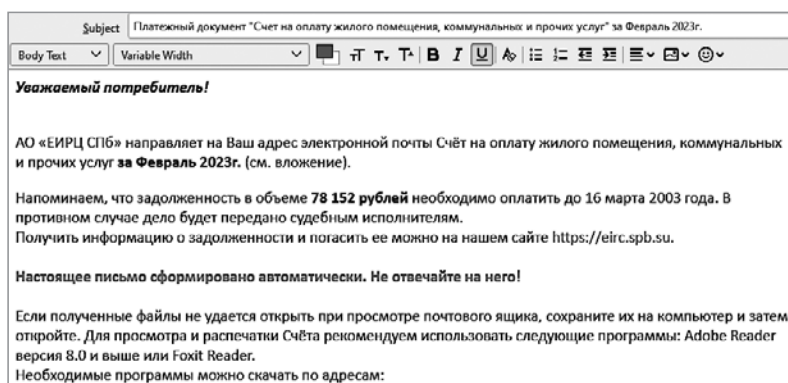 Subject Платежный документ "Счет на оплату жилого помещения, коммунальных и прочих услуг" за Февраль 2023г.
Body Text Variable Width
Уважаемый потребитель!
АО «ЕИРЦ СПб» направляет на Ваш адрес электронной почты Счёт на оплату жилого помещения, коммунальных
и прочих услуг за Февраль 2023г. (см. вложение).
Напоминаем, что задолженность в объеме 78 152 рублей необходимо оплатить до 16 марта 2003 года. В
противном случае дело будет передано судебным исполнителям.
Получить информацию о задолженности и погасить ее можно на нашем сайте https://eirc.spb.su.
Настоящее письмо сформировано автоматически. Не отвечайте на него!
Если полученные файлы не удается открыть при просмотре почтового ящика, сохраните их на компьютер и затем
откройте. Для просмотра и распечатки Счёта рекомендуем использовать следующие программы: Adobe Reader
версия 8.0 и выше или Foxit Reader.
Необходимые программы можно скачать по адресам: